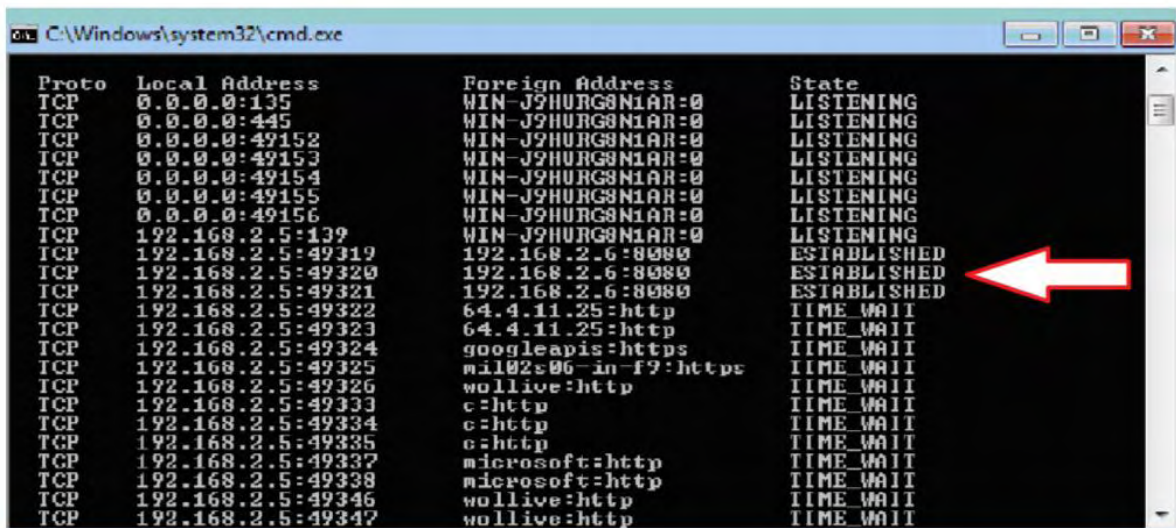 C:\Windows\system32\cmd.exe
Proto Local Address Foreign Address State
TCP 0.0.0.0:135 WIN-J9HURG8N1AR:0 LISTENING
TCP 0.0.0.0:445 WIN-J9HURG8N1AR:0 LISTENING
TCP 0.0.0.0:49152 WIN-J9HURG8N1AR:0 LISTENING
TCP 0.0.0.0:49153 WIN-J9HURG8N1AR:0 LISTENING
TCP 0.0.0.0:49154 WIN-J9HURG8N1AR:0 LISTENING
TCP 0.0.0.0:49155 WIN-J9HURG8N1AR:0 LISTENING
TCP 0.0.0.0:49156 WIN-J9HURG8N1AR:0 LISTENING
TCP 192.168.2.5:139 WIN-J9HURG8N1AR:0 LISTENING
TCP 192.168.2.5:49319 192.168.2.6:8080 ESTABLISHED
TCP 192.168.2.5:49320 192.168.2.6:8080 ESTABLISHED
TCP 192.168.2.5:49321 192.168.2.6:8080 ESTABLISHED
TCP 192.168.2.5:49322 64.4.11.25:http TIME_WAIT
TCP 192.168.2.5:49323 64.4.11.25:http TIME_WAIT
TCP 192.168.2.5:49324 googleapis:https TIME_WAIT
TCP 192.168.2.5:49325 mil02s06-in-f9:https TIME_WAIT
TCP 192.168.2.5:49326 wollive:http TIME_WAIT
TCP 192.168.2.5:49333 c:http TIME_WAIT
TCP 192.168.2.5:49334 c:http TIME_WAIT
TCP 192.168.2.5:49335 c:http TIME_WAIT
TCP 192.168.2.5:49337 microsoft:http TIME_WAIT
TCP 192.168.2.5:49338 microsoft:http TIME_WAIT
TCP 192.168.2.5:49346 wollive:http TIME_WAIT
TCP 192.168.2.5:49347 wollive:http TIME_WAIT